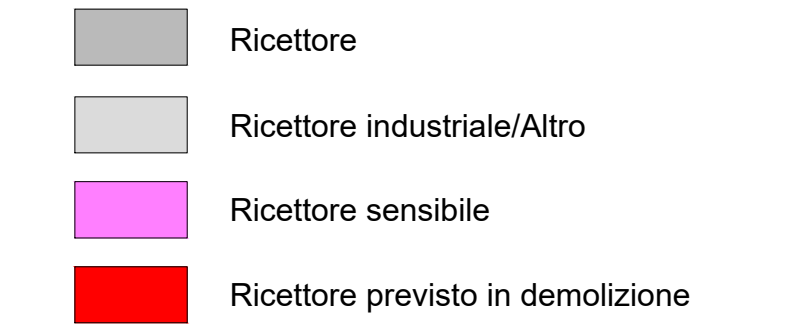 Ricettore
Ricettore industriale/Altro
Ricettore sensibile
Ricettore previsto in demolizione